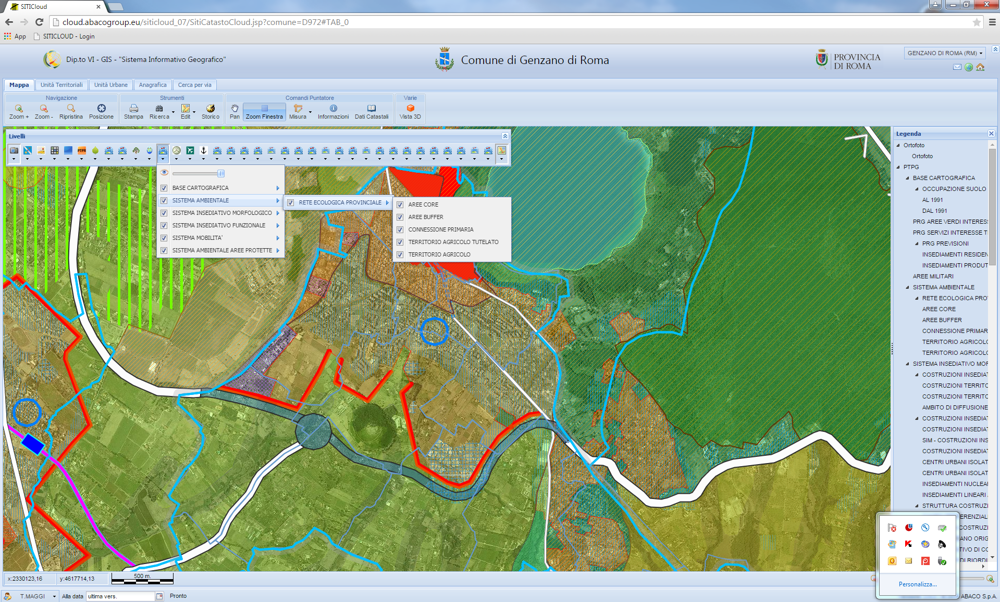 SITICloud
cloud.abacogroup.eu/siticloud_07/SitiCatastoCloud.jsp?comune=D972#TAB_0
App
SITICLOUD - Login
Dip.to VI - GIS - "Sistema Informativo Geografico"
Comune di Genzano di Roma
PROVINCIA
DI ROMA
GENZANO DI ROMA (RM)
Mappa
Unità Territoriali
Unità Urbane
Anagrafica
Cerca per via
Navigazione
Strumenti
Comandi Puntatore
Varie
Zoom +
Zoom -
Ripristina
Posizione
Stampa
Ricerca
Edit
Storico
Pan
Zoom Finestra
Misura
Informazioni
Dati Catastali
Vista 3D
Livelli
PTPR
BASE CARTOGRAFICA
SISTEMA AMBIENTALE
SISTEMA INSEDIATIVO MORFOLOGICO
SISTEMA INSEDIATIVO FUNZIONALE
SISTEMA MOBILITA'
SISTEMA AMBIENTALE AREE PROTETTE
RETE ECOLOGICA PROVINCIALE
AREE CORE
AREE BUFFER
CONNESSIONE PRIMARIA
TERRITORIO AGRICOLO TUTELATO
TERRITORIO AGRICOLO
Legenda
Ortofoto
Ortofoto
PTPG
BASE CARTOGRAFICA
OCCUPAZIONE SUOLO
AL 1991
DAL 1991
PRG AREE VERDI INTERES
PRG SERVIZI INTERESSE T
PRG PREVISIONI
INSEDIAMENTI RESIDEN
INSEDIAMENTI PRODUT
AREE MILITARI
SISTEMA AMBIENTALE
RETE ECOLOGICA PRO
AREE CORE
AREE BUFFER
CONNESSIONE PRIMAR
TERRITORIO AGRICOLO
TERRITORIO AGRICOLO
SISTEMA INSEDIATIVO MOR
COSTRUZIONI INSEDIAT
COSTRUZIONI TERRITO
COSTRUZIONI TERRITO
AMBITO DI DIFFUSIONE
COSTRUZIONI INSEDIAT
COSTRUZIONI INSEDIAT
SIM - COSTRUZIONI INS
COSTRUZIONI INSEDIAT
CENTRI URBANI ISOLAT
CENTRI URBANI ISOLAT
INSEDIAMENTI NUCLEAR
INSEDIAMENTI LINEARI
STRUTTURA COSTRUZI
ERENZIAL
COSTRUZI
ANO ORIG
TIVO DI CO
DI RIORDI
Personalizza...
x:2330123,16
y:4617714,13
500 m.
T.MAGGI
Alla data
ultima vers.
Pronto
ABACO S.p.A.